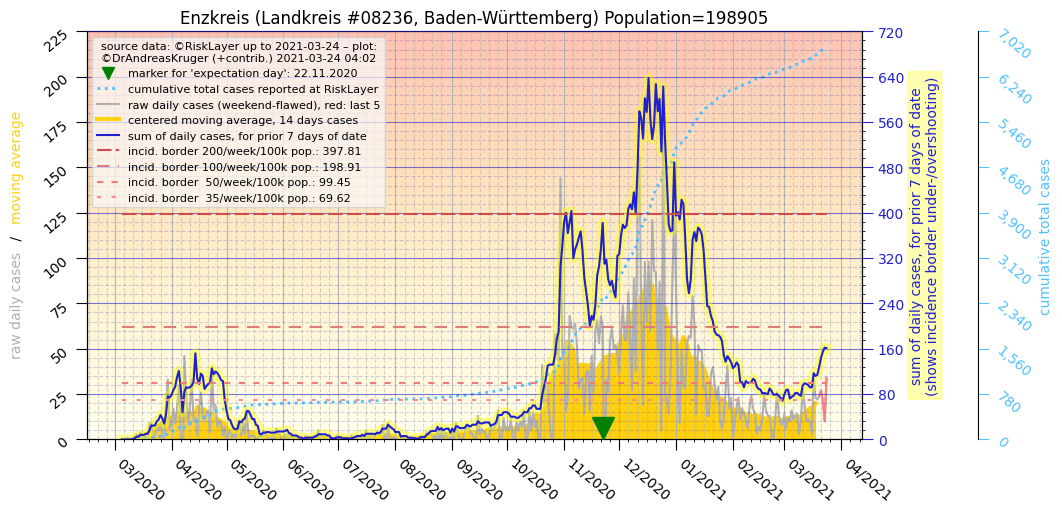 Enzkreis (Landkreis #08236, Baden-Württemberg) Population=198905
source data: ©RiskLayer up to 2021-03-24 – plot:
©DrAndreasKruger (+contrib.) 2021-03-24 04:02
marker for 'expectation day': 22.11.2020
cumulative total cases reported at RiskLayer
raw daily cases (weekend-flawed), red: last 5
centered moving average, 14 days cases
sum of daily cases, for prior 7 days of date
incid. border 200/week/100k pop.: 397.81
incid. border 100/week/100k pop.: 198.91
incid. border  50/week/100k pop.: 99.45
incid. border  35/week/100k pop.: 69.62
raw daily cases / moving average
225
200
175
150
125
100
75
50
25
0
03/2020
04/2020
05/2020
06/2020
07/2020
08/2020
09/2020
10/2020
11/2020
12/2020
01/2021
02/2021
03/2021
04/2021
720
640
560
480
400
320
240
160
80
0
sum of daily cases, for prior 7 days of date
(shows incidence border under-/overshooting)
7,020
6,240
5,460
4,680
3,900
3,120
2,340
1,560
780
0
cumulative total cases